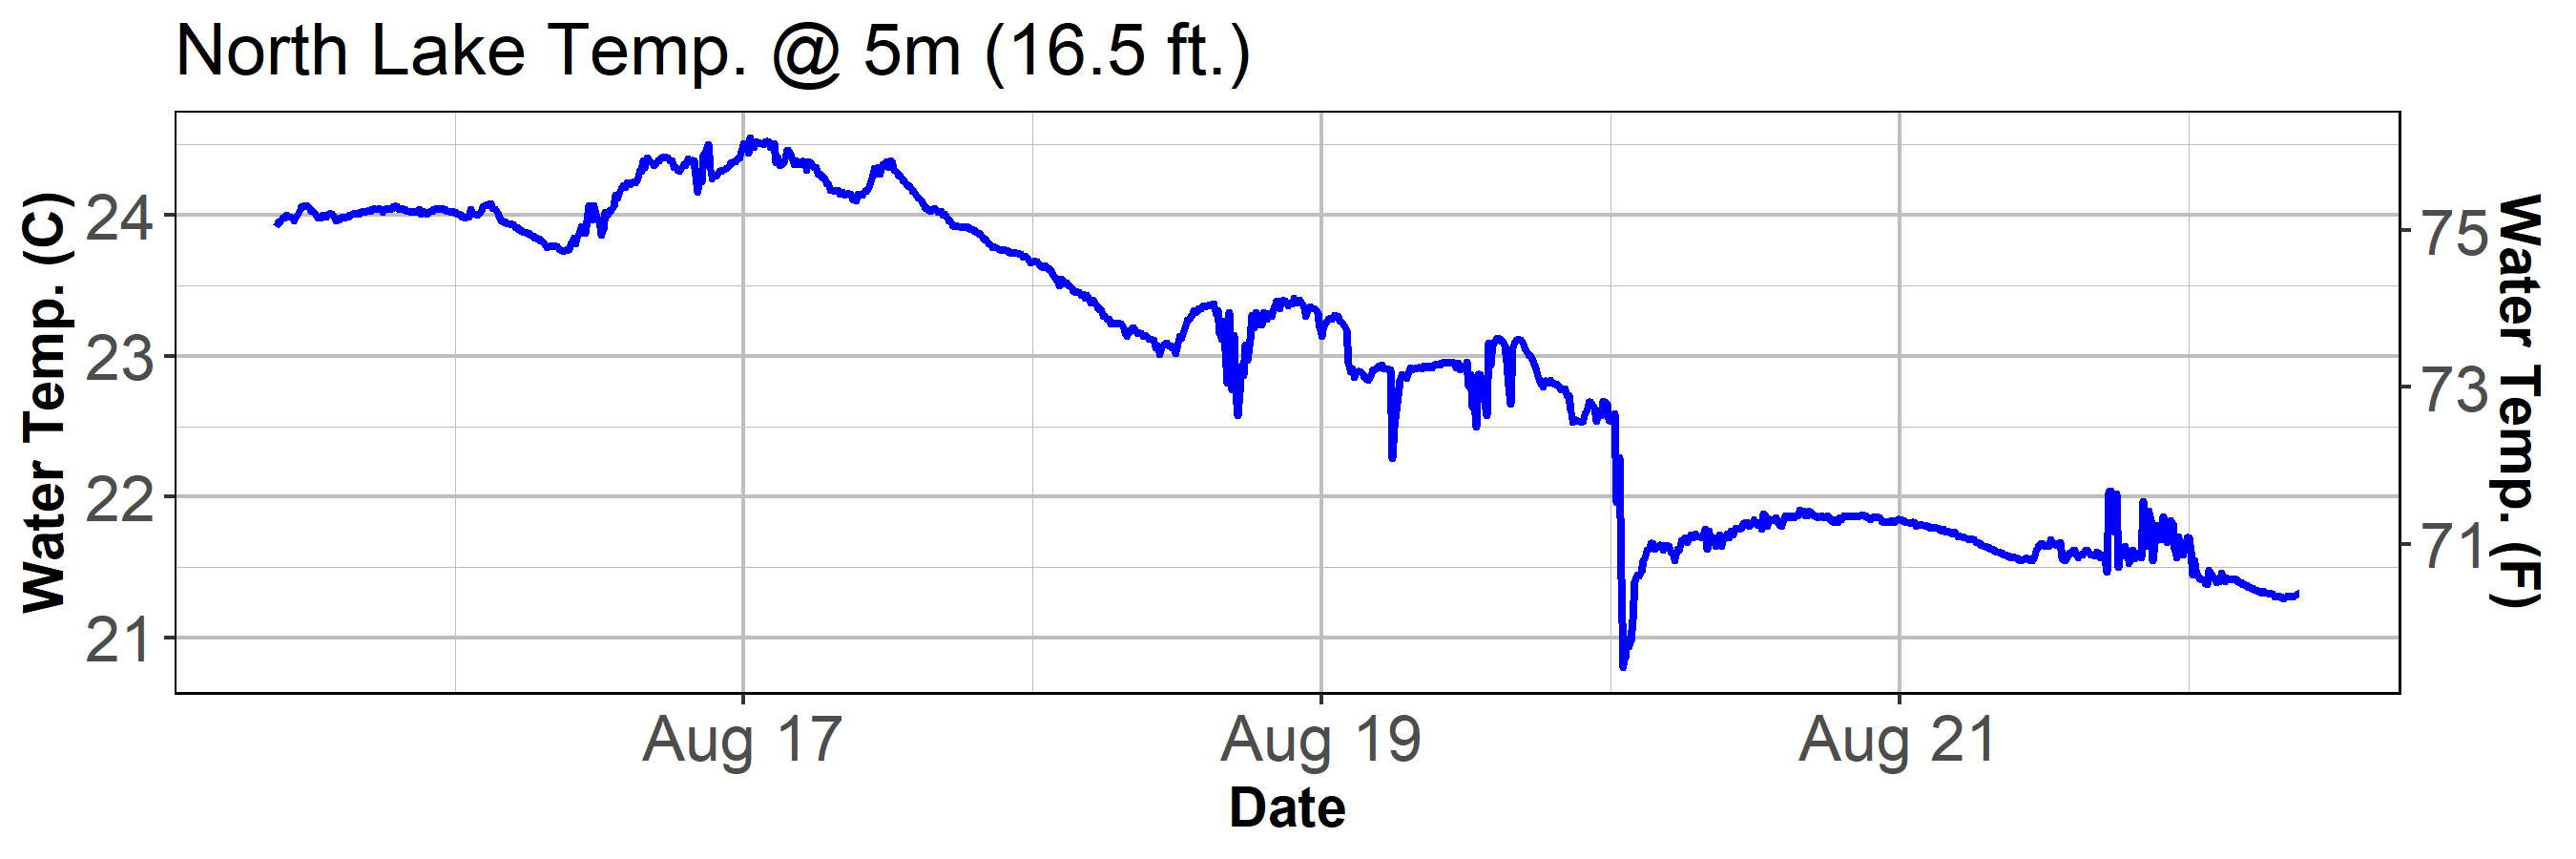 North Lake Temp. @ 5m (16.5 ft.)
Water Temp. (C)
24
23
22
21
75
73
71
Water Temp. (F)
Aug 17
Aug 19
Aug 21
Date